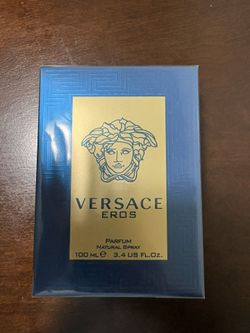 VERSACE
EROS
PARFUM
NATURAL SPRAY
100 ML ℮ 3.4 US FL.OZ.